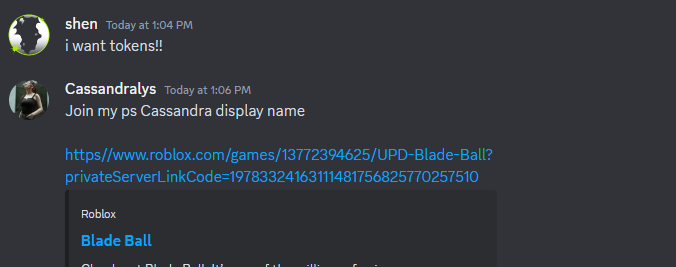 shen Today at 1:04 PM
i want tokens!!
Cassandralys Today at 1:06 PM
Join my ps Cassandra display name
https//www.roblox.com/games/13772394625/UPD-Blade-Ball?
privateServerLinkCode=19783324163111481756825770257510
Roblox
Blade Ball